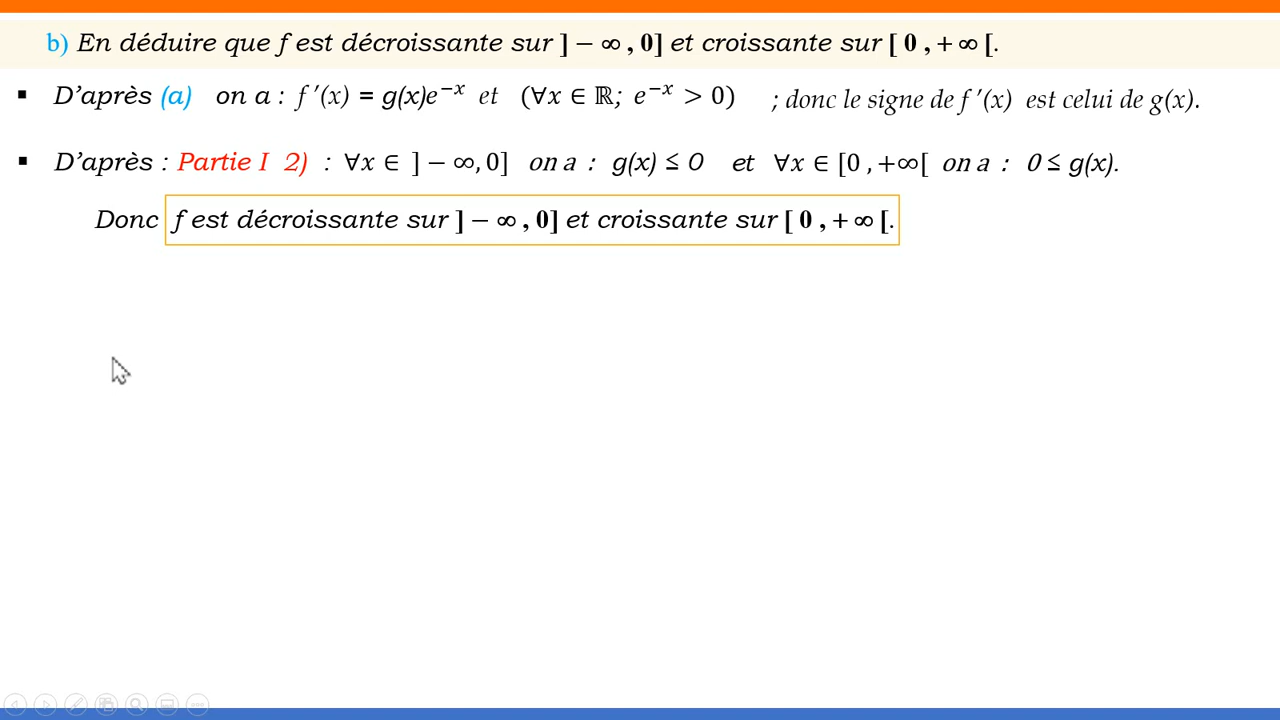 b) En déduire que f est décroissante sur ] − ∞ , 0] et croissante sur [ 0 , + ∞ [.
▪ D’après (a) on a : f ′(x) = g(x)e⁻ˣ et (∀x ∈ ℝ; e⁻ˣ > 0) ; donc le signe de f ′(x) est celui de g(x).
▪ D’après : Partie I 2) : ∀x ∈ ] − ∞, 0] on a : g(x) ≤ 0 et ∀x ∈ [0 , +∞[ on a : 0 ≤ g(x).
Donc f est décroissante sur ] − ∞ , 0] et croissante sur [ 0 , + ∞ [.